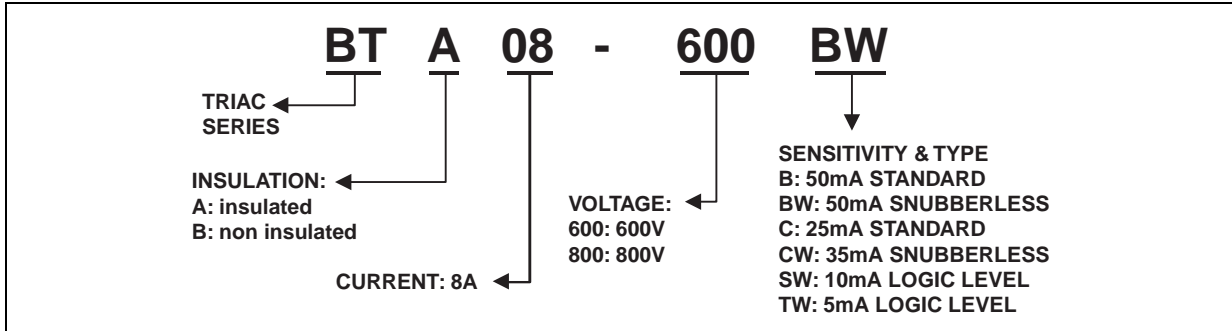 BT A 08 - 600 BW
TRIAC
SERIES
INSULATION:
A: insulated
B: non insulated
CURRENT: 8A
VOLTAGE:
600: 600V
800: 800V
SENSITIVITY & TYPE
B: 50mA STANDARD
BW: 50mA SNUBBERLESS
C: 25mA STANDARD
CW: 35mA SNUBBERLESS
SW: 10mA LOGIC LEVEL
TW: 5mA LOGIC LEVEL